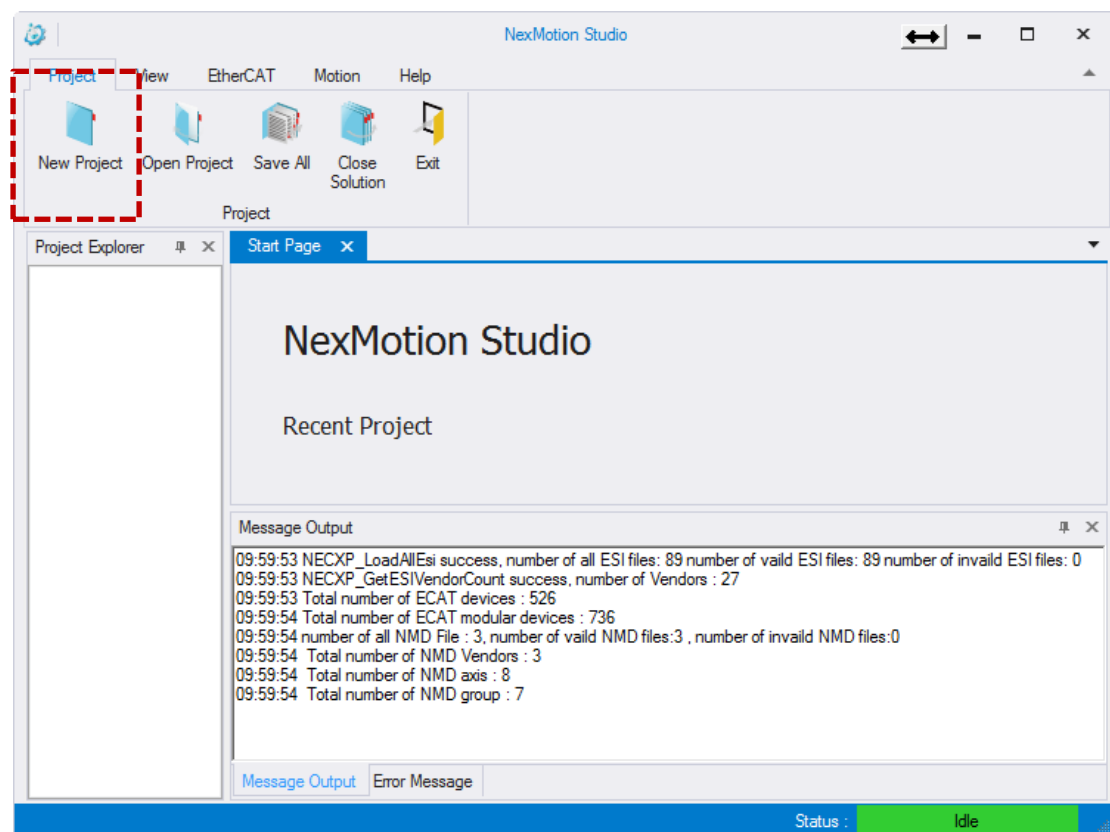 NexMotion Studio
Project View EtherCAT Motion Help
New Project Open Project Save All Close Solution Exit
Project
Project Explorer
Start Page
NexMotion Studio
Recent Project
Message Output
09:59:53 NECXP_LoadAllEsi success, number of all ESI files: 89 number of vaild ESI files: 89 number of invaild ESI files: 0
09:59:53 NECXP_GetESIVendorCount success, number of Vendors : 27
09:59:53 Total number of ECAT devices : 526
09:59:54 Total number of ECAT modular devices : 736
09:59:54 number of all NMD File : 3, number of vaild NMD files:3 , number of invaild NMD files:0
09:59:54 Total number of NMD Vendors : 3
09:59:54 Total number of NMD axis : 8
09:59:54 Total number of NMD group : 7
Message Output Error Message
Status : Idle